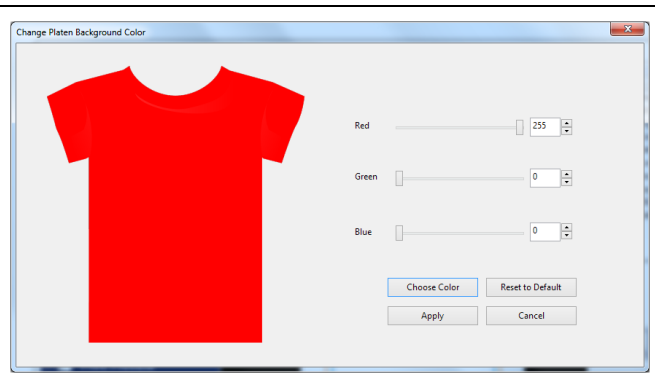 Change Platen Background Color
Red 255
Green 0
Blue 0
Choose Color Reset to Default
Apply Cancel